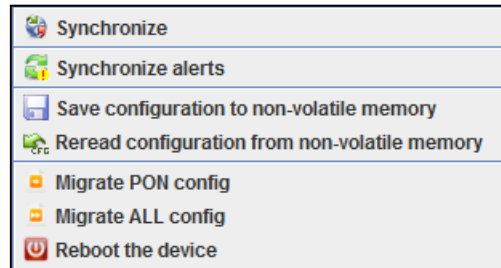 Synchronize
Synchronize alerts
Save configuration to non-volatile memory
CFG Reread configuration from non-volatile memory
Migrate PON config
Migrate ALL config
Reboot the device